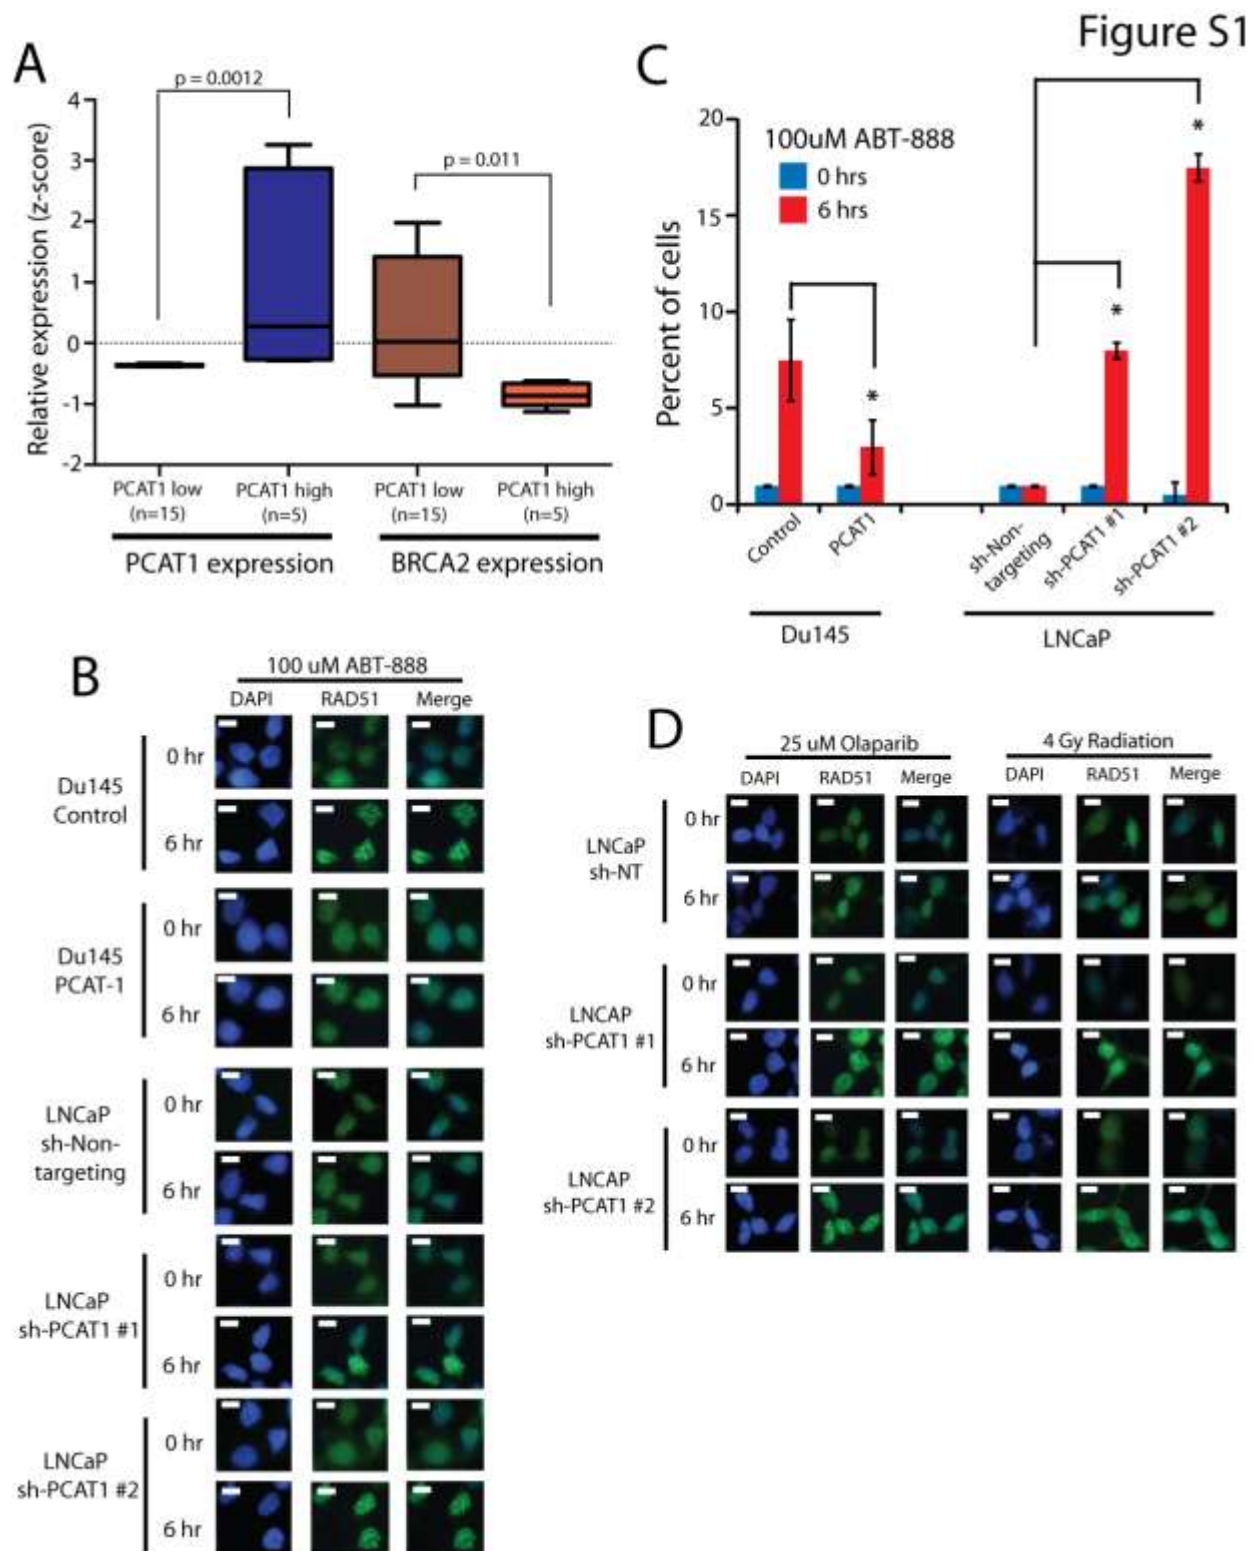 Figure S1
A
p = 0.0012
p = 0.011
Relative expression (z-score)
4
3
2
1
0
-1
-2
PCAT1 low PCAT1 high PCAT1 low PCAT1 high
(n=15) (n=5) (n=15) (n=5)
PCAT1 expression BRCA2 expression
C
Percent of cells
20
15
10
5
0
100uM ABT-888
0 hrs
6 hrs
*
*
*
Control
PCAT1
sh-Non-
targeting
sh-PCAT1 #1
sh-PCAT1 #2
Du145
LNCaP
B
100 uM ABT-888
DAPI RAD51 Merge
Du145
Control
0 hr
6 hr
Du145
PCAT-1
0 hr
6 hr
LNCaP
sh-Non-
targeting
0 hr
6 hr
LNCaP
sh-PCAT1 #1
0 hr
6 hr
LNCaP
sh-PCAT1 #2
0 hr
6 hr
D
25 uM Olaparib 4 Gy Radiation
DAPI RAD51 Merge DAPI RAD51 Merge
LNCaP
sh-NT
0 hr
6 hr
LNCAP
sh-PCAT1 #1
0 hr
6 hr
LNCAP
sh-PCAT1 #2
0 hr
6 hr